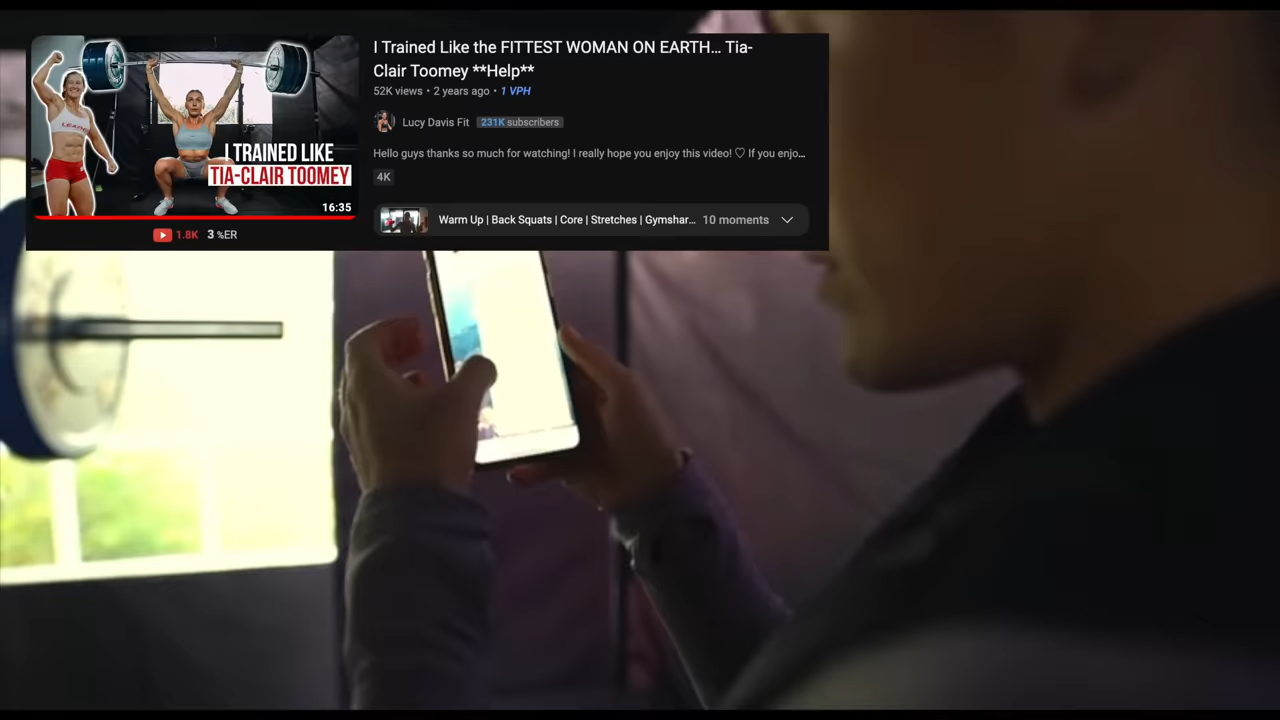 I Trained Like the FITTEST WOMAN ON EARTH... Tia-
Clair Toomey **Help**
52K views • 2 years ago • 1 VPH
Lucy Davis Fit 231K subscribers
Hello guys thanks so much for watching! I really hope you enjoy this video! ♡ If you enjo...
4K
Warm Up | Back Squats | Core | Stretches | Gymshar... 10 moments
I TRAINED LIKE
TIA-CLAIR TOOMEY
16:35
1.8K 3 %ER